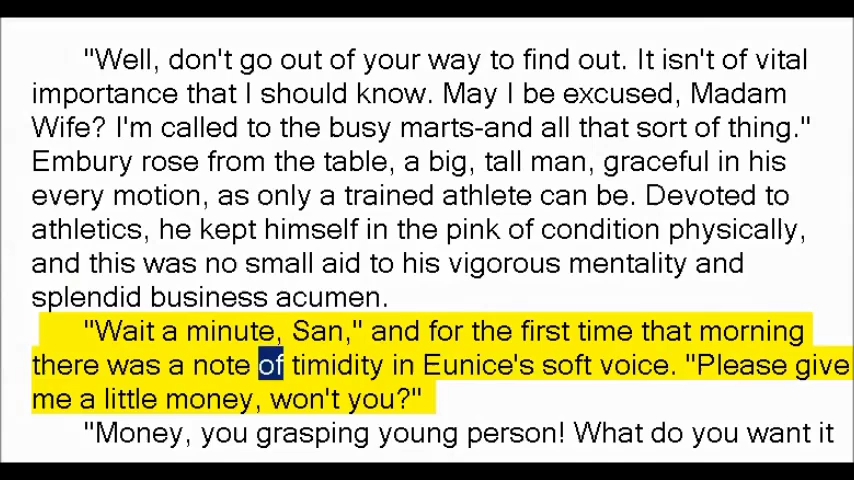 "Well, don't go out of your way to find out. It isn't of vital
importance that I should know. May I be excused, Madam
Wife? I'm called to the busy marts-and all that sort of thing."
Embury rose from the table, a big, tall man, graceful in his
every motion, as only a trained athlete can be. Devoted to
athletics, he kept himself in the pink of condition physically,
and this was no small aid to his vigorous mentality and
splendid business acumen.
"Wait a minute, San," and for the first time that morning
there was a note of timidity in Eunice's soft voice. "Please give
me a little money, won't you?"
"Money, you grasping young person! What do you want it